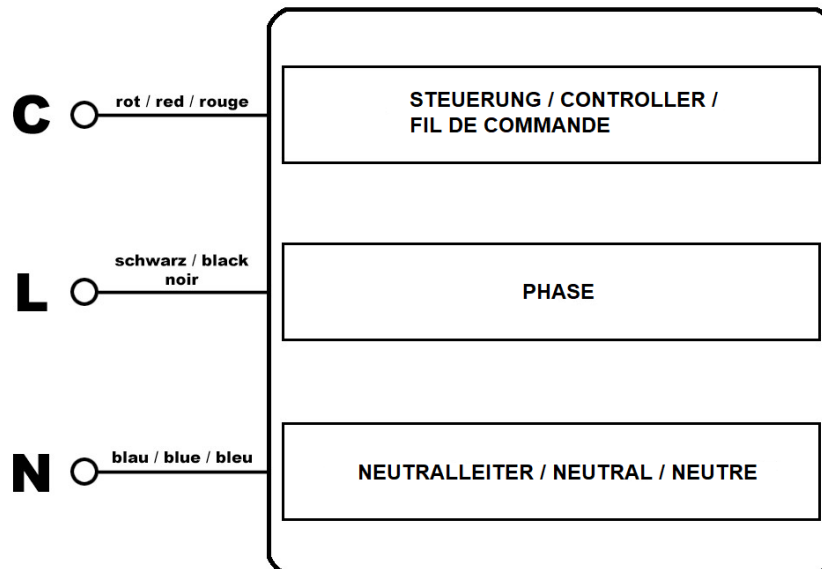 C
rot / red / rouge
STEUERUNG / CONTROLLER /
FIL DE COMMANDE
L
schwarz / black
noir
PHASE
N
blau / blue / bleu
NEUTRALLEITER / NEUTRAL / NEUTRE